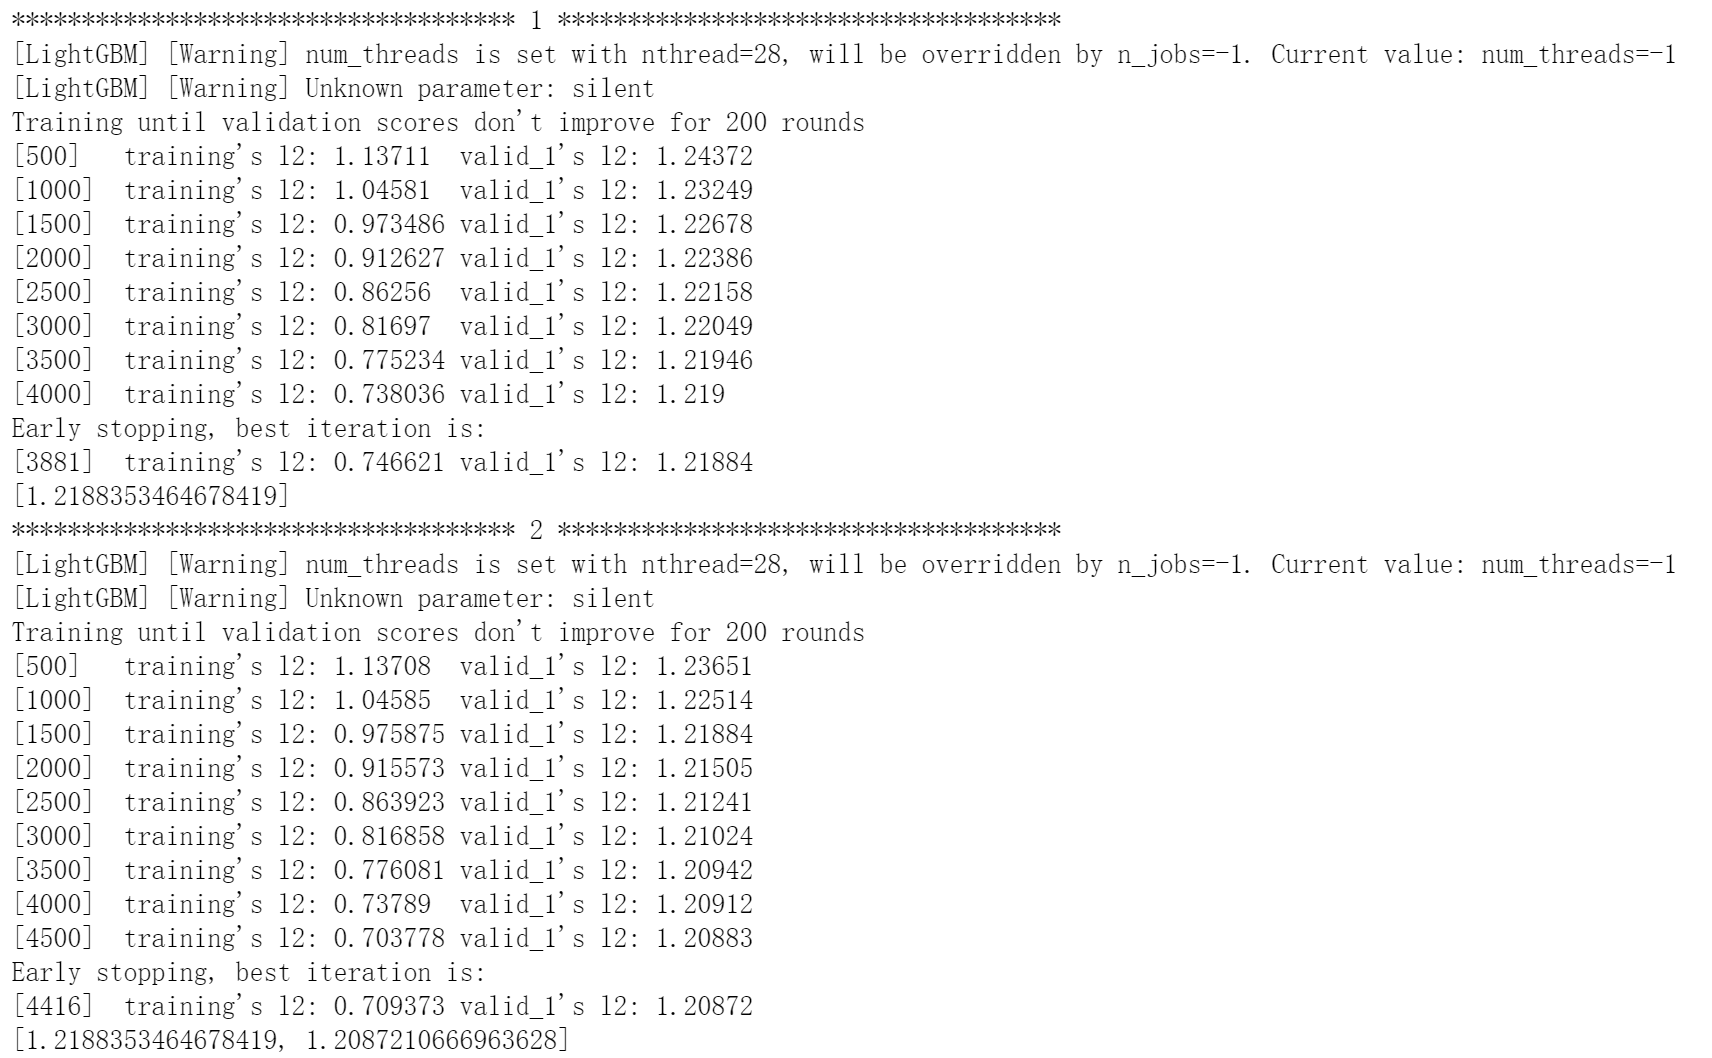 ************************************ 1 ************************************
[LightGBM] [Warning] num_threads is set with nthread=28, will be overridden by n_jobs=-1. Current value: num_threads=-1
[LightGBM] [Warning] Unknown parameter: silent
Training until validation scores don't improve for 200 rounds
[500]	training's l2: 1.13711	valid_1's l2: 1.24372
[1000]	training's l2: 1.04581	valid_1's l2: 1.23249
[1500]	training's l2: 0.973486	valid_1's l2: 1.22678
[2000]	training's l2: 0.912627	valid_1's l2: 1.22386
[2500]	training's l2: 0.86256	valid_1's l2: 1.22158
[3000]	training's l2: 0.81697	valid_1's l2: 1.22049
[3500]	training's l2: 0.775234	valid_1's l2: 1.21946
[4000]	training's l2: 0.738036	valid_1's l2: 1.219
Early stopping, best iteration is:
[3881]	training's l2: 0.746621	valid_1's l2: 1.21884
[1.2188353464678419]
************************************ 2 ************************************
[LightGBM] [Warning] num_threads is set with nthread=28, will be overridden by n_jobs=-1. Current value: num_threads=-1
[LightGBM] [Warning] Unknown parameter: silent
Training until validation scores don't improve for 200 rounds
[500]	training's l2: 1.13708	valid_1's l2: 1.23651
[1000]	training's l2: 1.04585	valid_1's l2: 1.22514
[1500]	training's l2: 0.975875	valid_1's l2: 1.21884
[2000]	training's l2: 0.915573	valid_1's l2: 1.21505
[2500]	training's l2: 0.863923	valid_1's l2: 1.21241
[3000]	training's l2: 0.816858	valid_1's l2: 1.21024
[3500]	training's l2: 0.776081	valid_1's l2: 1.20942
[4000]	training's l2: 0.73789	valid_1's l2: 1.20912
[4500]	training's l2: 0.703778	valid_1's l2: 1.20883
Early stopping, best iteration is:
[4416]	training's l2: 0.709373	valid_1's l2: 1.20872
[1.2188353464678419, 1.2087210666963628]